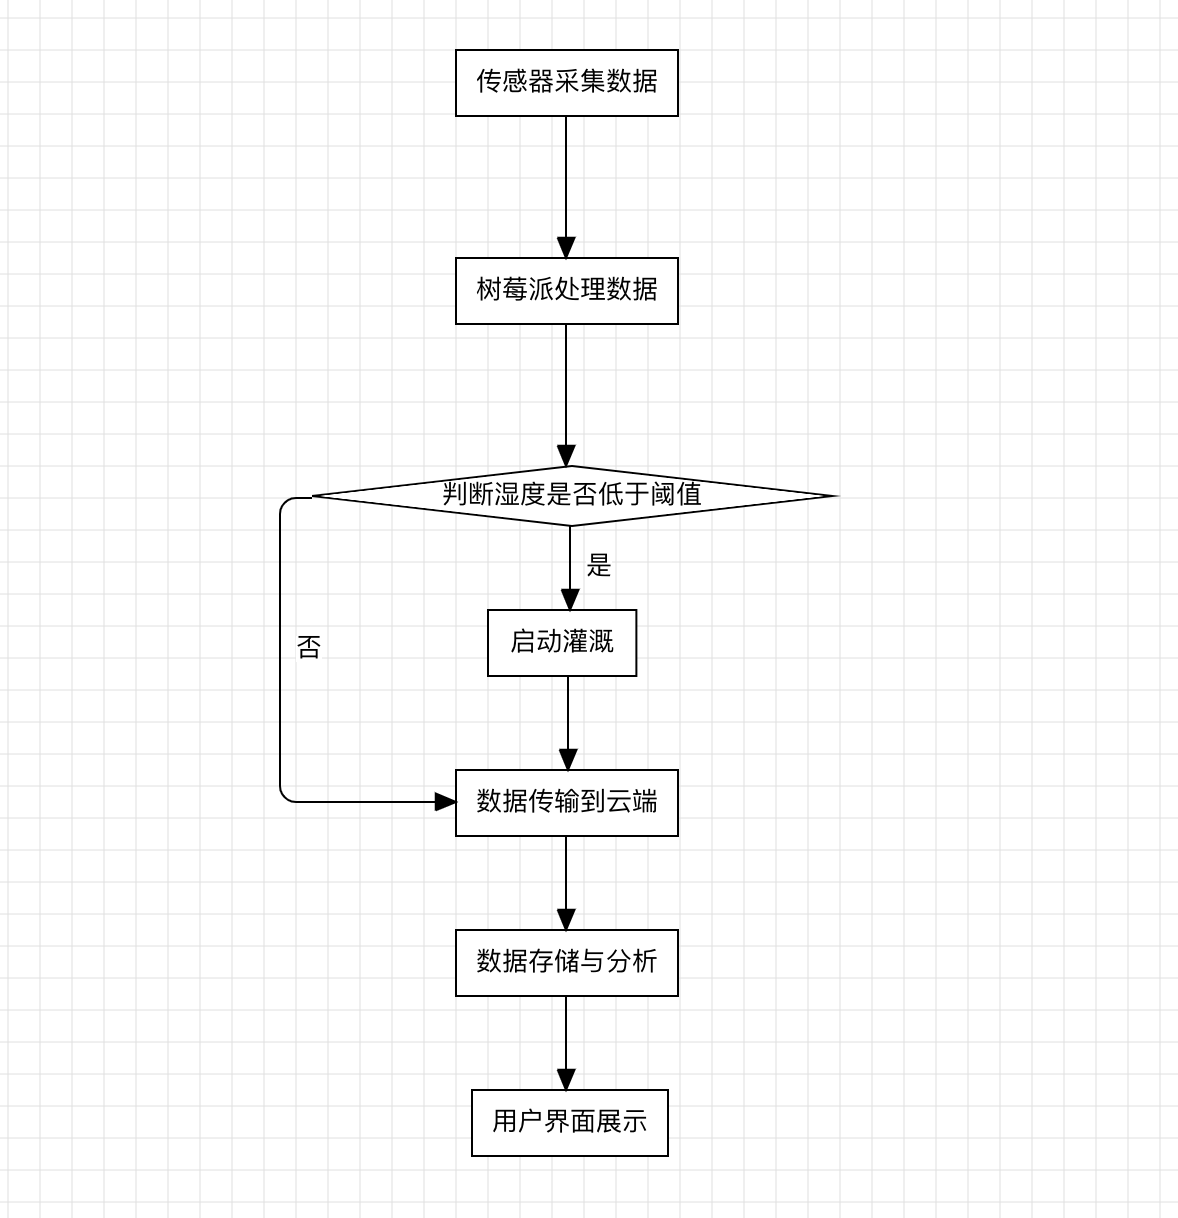 传感器采集数据
树莓派处理数据
判断湿度是否低于阈值
是
启动灌溉
否
数据传输到云端
数据存储与分析
用户界面展示